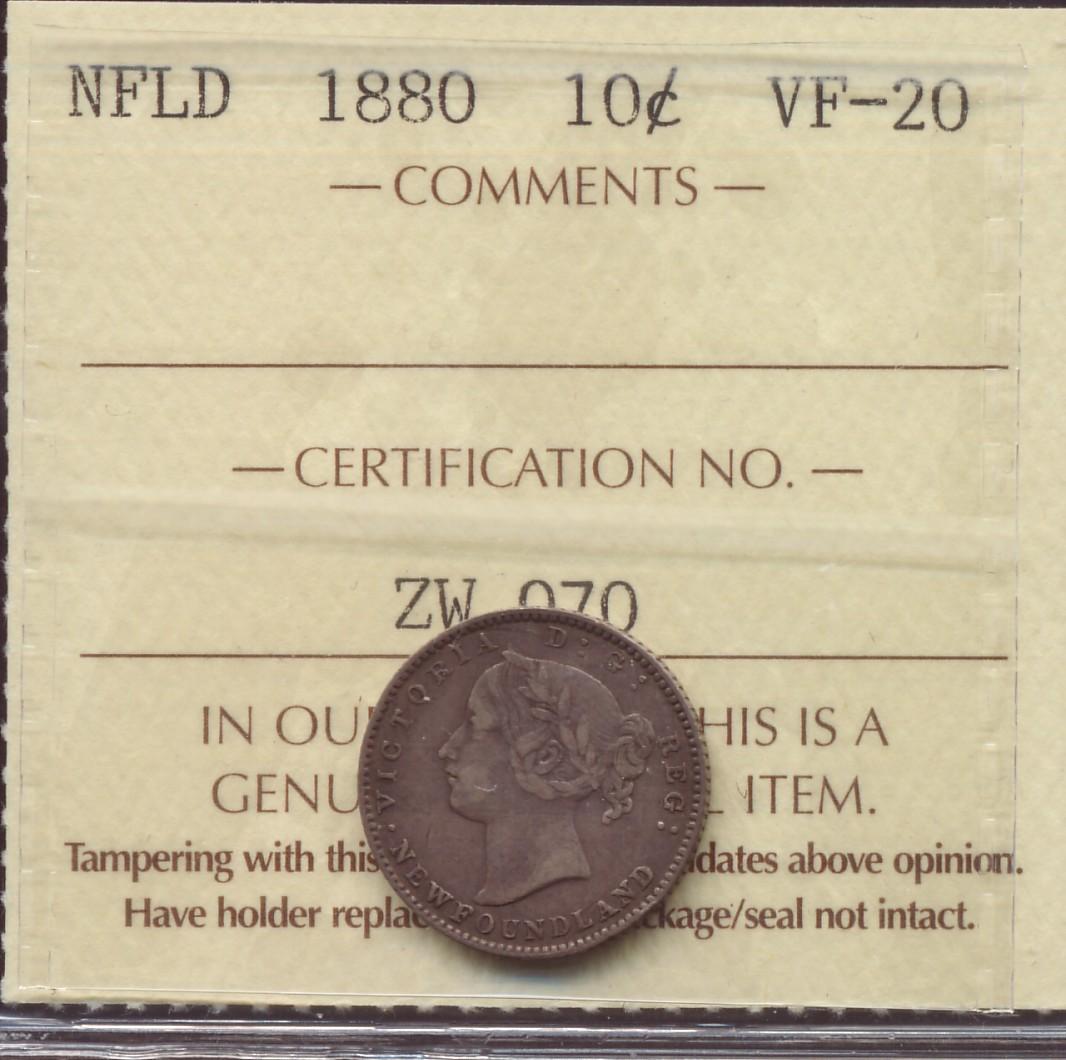 NFLD 1880 10¢ VF-20
— COMMENTS —
— CERTIFICATION NO. —
ZW 970
IN OU HIS IS A
GENU ITEM.
Tampering with this dates above opinion.
Have holder replac ckage/seal not intact.
VICTORIA D: G: REG:
NEWFOUNDLAND